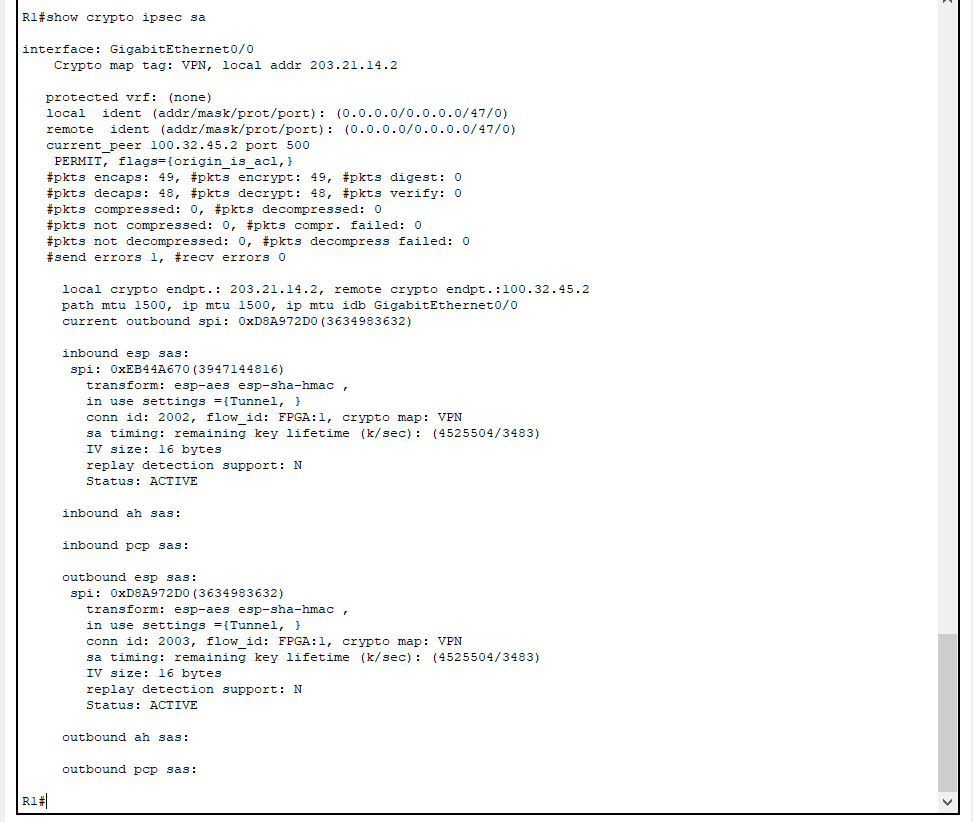 R1#show crypto ipsec sa
interface: GigabitEthernet0/0
Crypto map tag: VPN, local addr 203.21.14.2
protected vrf: (none)
local  ident (addr/mask/prot/port): (0.0.0.0/0.0.0.0/47/0)
remote  ident (addr/mask/prot/port): (0.0.0.0/0.0.0.0/47/0)
current_peer 100.32.45.2 port 500
PERMIT, flags={origin_is_acl,}
#pkts encaps: 49, #pkts encrypt: 49, #pkts digest: 0
#pkts decaps: 48, #pkts decrypt: 48, #pkts verify: 0
#pkts compressed: 0, #pkts decompressed: 0
#pkts not compressed: 0, #pkts compr. failed: 0
#pkts not decompressed: 0, #pkts decompress failed: 0
#send errors 1, #recv errors 0
local crypto endpt.: 203.21.14.2, remote crypto endpt.:100.32.45.2
path mtu 1500, ip mtu 1500, ip mtu idb GigabitEthernet0/0
current outbound spi: 0xD8A972D0(3634983632)
inbound esp sas:
spi: 0xEB44A670(3947144816)
transform: esp-aes esp-sha-hmac ,
in use settings ={Tunnel, }
conn id: 2002, flow_id: FPGA:1, crypto map: VPN
sa timing: remaining key lifetime (k/sec): (4525504/3483)
IV size: 16 bytes
replay detection support: N
Status: ACTIVE
inbound ah sas:
inbound pcp sas:
outbound esp sas:
spi: 0xD8A972D0(3634983632)
transform: esp-aes esp-sha-hmac ,
in use settings ={Tunnel, }
conn id: 2003, flow_id: FPGA:1, crypto map: VPN
sa timing: remaining key lifetime (k/sec): (4525504/3483)
IV size: 16 bytes
replay detection support: N
Status: ACTIVE
outbound ah sas:
outbound pcp sas:
R1#